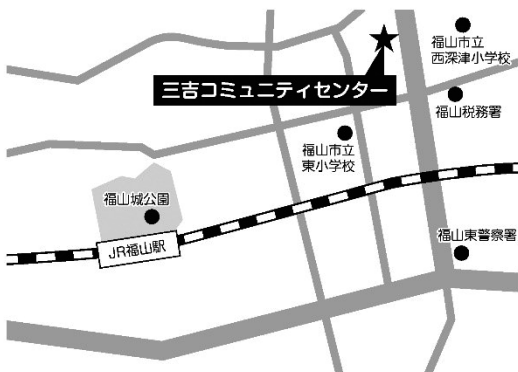 福山市立
西深津小学校
三吉コミュニティセンター
福山税務署
福山市立
東小学校
福山城公園
JR福山駅
福山東警察署